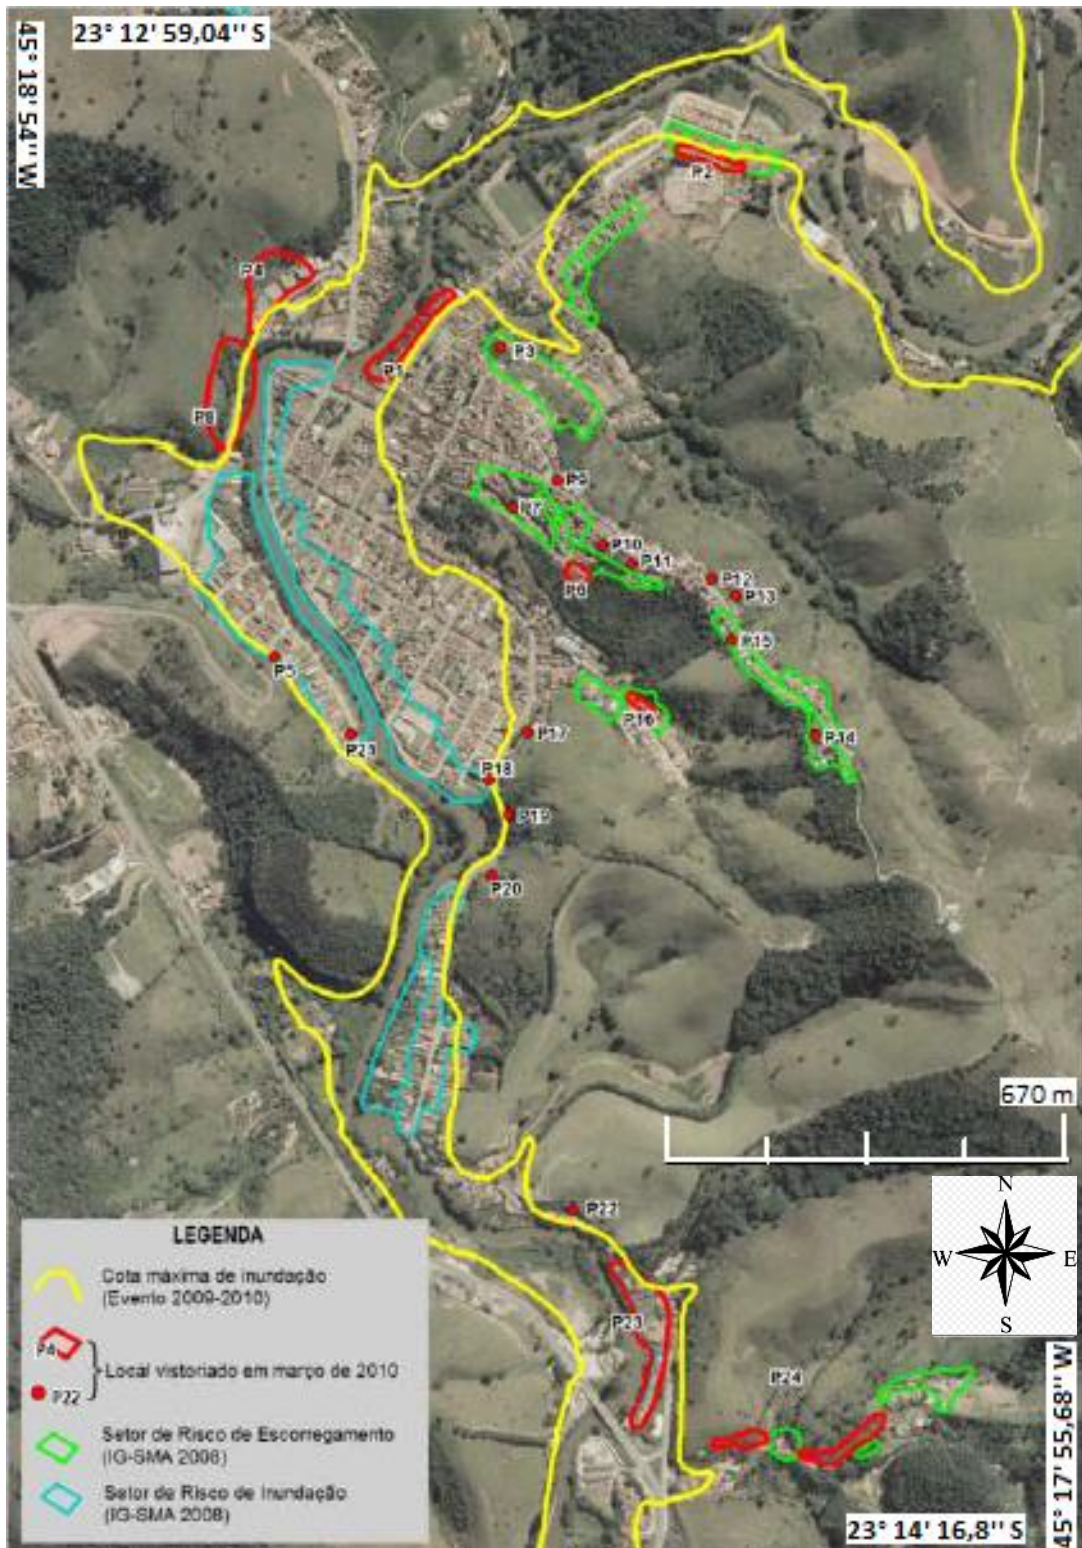 23° 12' 59,04'' S
45° 18' 54'' W
P2
P4
P3
P1
P8
P9
P7
P10
P11
P6
P12
P13
P15
P5
P16
P17
P14
P21
P18
P19
P20
670 m
N
W E
S
P22
P23
P24
LEGENDA
Cota máxima de inundação
(Evento 2009-2010)
P4
Local vistoriado em março de 2010
P22
Setor de Risco de Escorregamento
(IG-SMA 2008)
Setor de Risco de Inundação
(IG-SMA 2008)
45° 17' 55,68'' W
23° 14' 16,8'' S